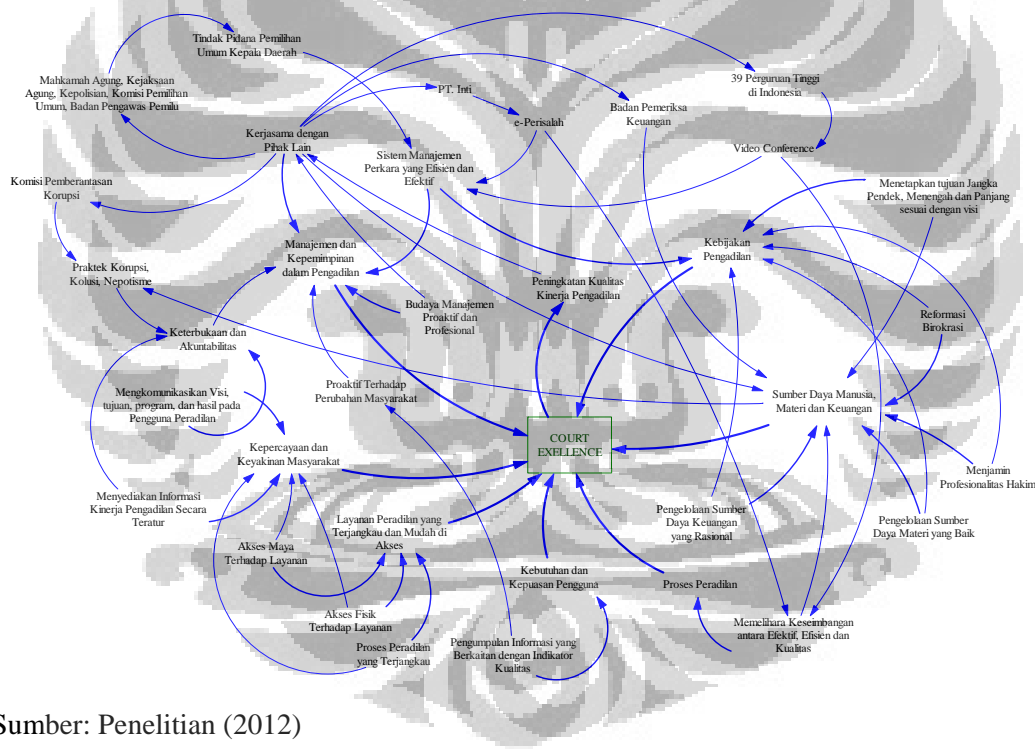 Tindak Pidana Pemilihan
Umum Kepala Daerah
Mahkamah Agung, Kejaksaan
Agung, Kepolisian, Komisi Pemilihan
Umum, Badan Pengawas Pemilu
PT. Inti
39 Perguruan Tinggi
di Indonesia
Badan Pemeriksa
Keuangan
e-Perisalah
Kerjasama dengan
Pihak Lain
Sistem Manajemen
Perkara yang Efisien dan
Efektif
Video Conference
Komisi Pemberantasan
Korupsi
Menetapkan tujuan Jangka
Pendek, Menengah dan Panjang
sesuai dengan visi
Manajemen dan
Kepemimpinan
dalam Pengadilan
Kebijakan
Pengadilan
Praktek Korupsi,
Kolusi, Nepotisme
Peningkatan Kualitas
Kinerja Pengadilan
Budaya Manajemen
Proaktif dan
Profesional
Reformasi
Birokrasi
Keterbukaan dan
Akuntabilitas
Proaktif Terhadap
Perubahan Masyarakat
Mengkomunikasikan Visi,
tujuan, program, dan hasil pada
Pengguna Peradilan
Sumber Daya Manusia,
Materi dan Keuangan
COURT
EXELLENCE
Kepercayaan dan
Keyakinan Masyarakat
Menjamin
Profesionalitas Hakim
Menyediakan Informasi
Kinerja Pengadilan Secara
Teratur
Layanan Peradilan yang
Terjangkau dan Mudah di
Akses
Pengelolaan Sumber
Daya Keuangan
yang Rasional
Pengelolaan Sumber
Daya Materi yang Baik
Akses Maya
Terhadap Layanan
Kebutuhan dan
Kepuasan Pengguna
Proses Peradilan
Akses Fisik
Terhadap Layanan
Memelihara Keseimbangan
antara Efektif, Efisien dan
Kualitas
Proses Peradilan
yang Terjangkau
Pengumpulan Informasi yang
Berkaitan dengan Indikator
Kualitas
Sumber: Penelitian (2012)